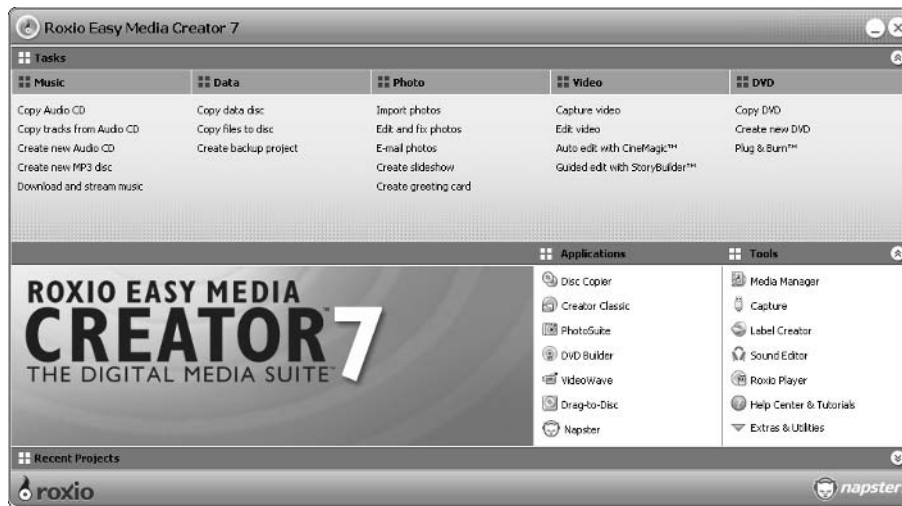 Roxio Easy Media Creator 7
Tasks
Music
Copy Audio CD
Copy tracks from Audio CD
Create new Audio CD
Create new MP3 disc
Download and stream music
Data
Copy data disc
Copy files to disc
Create backup project
Photo
Import photos
Edit and fix photos
E-mail photos
Create slideshow
Create greeting card
Video
Capture video
Edit video
Auto edit with CineMagic™
Guided edit with StoryBuilder™
DVD
Copy DVD
Create new DVD
Plug & Burn™
ROXIO EASY MEDIA
CREATOR™ 7
THE DIGITAL MEDIA SUITE™
Applications
Disc Copier
Creator Classic
PhotoSuite
DVD Builder
VideoWave
Drag-to-Disc
Napster
Tools
Media Manager
Capture
Label Creator
Sound Editor
Roxio Player
Help Center & Tutorials
Extras & Utilities
Recent Projects
roxio
napster